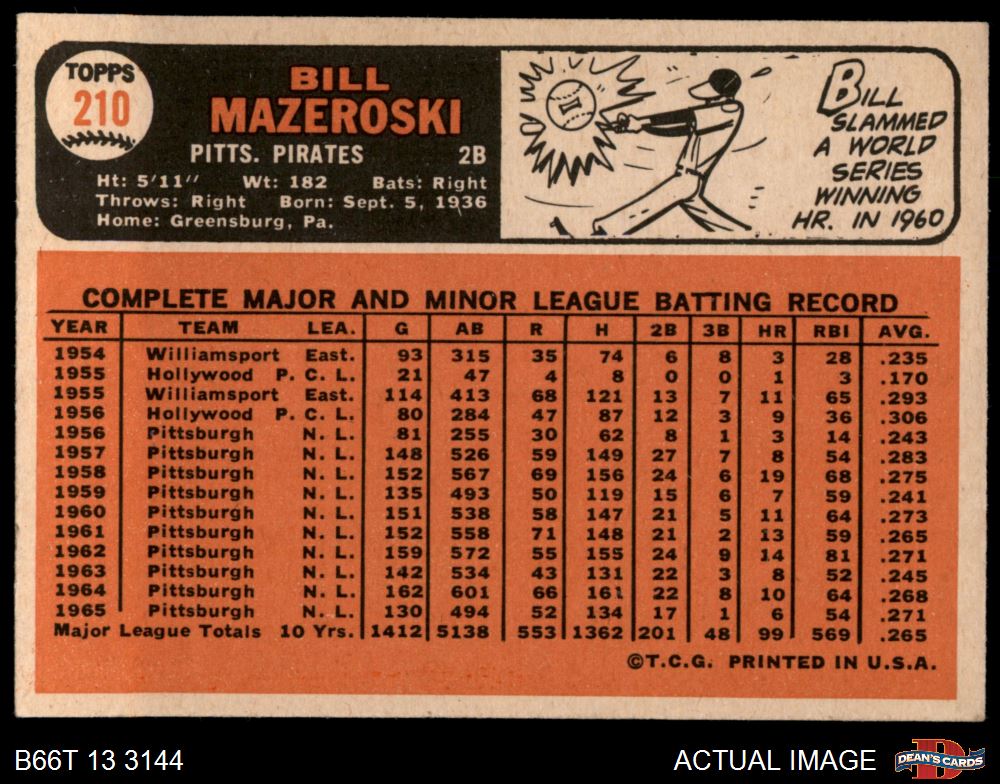 TOPPS
210
BILL
MAZEROSKI
PITTS. PIRATES 2B
Ht: 5'11" Wt: 182 Bats: Right
Throws: Right Born: Sept. 5, 1936
Home: Greensburg, Pa.
BILL
SLAMMED
A WORLD
SERIES
WINNING
HR. IN 1960
COMPLETE MAJOR AND MINOR LEAGUE BATTING RECORD
YEAR TEAM LEA. G AB R H 2B 3B HR RBI AVG.
1954 Williamsport East. 93 315 35 74 6 8 3 28 .235
1955 Hollywood P. C. L. 21 47 4 8 0 0 1 3 .170
1955 Williamsport East. 114 413 68 121 13 7 11 65 .293
1956 Hollywood P. C. L. 80 284 47 87 12 3 9 36 .306
1956 Pittsburgh N. L. 81 255 30 62 8 1 3 14 .243
1957 Pittsburgh N. L. 148 526 59 149 27 7 8 54 .283
1958 Pittsburgh N. L. 152 567 69 156 24 6 19 68 .275
1959 Pittsburgh N. L. 135 493 50 119 15 6 7 59 .241
1960 Pittsburgh N. L. 151 538 58 147 21 5 11 64 .273
1961 Pittsburgh N. L. 152 558 71 148 21 2 13 59 .265
1962 Pittsburgh N. L. 159 572 55 155 24 9 14 81 .271
1963 Pittsburgh N. L. 142 534 43 131 22 3 8 52 .245
1964 Pittsburgh N. L. 162 601 66 161 22 8 10 64 .268
1965 Pittsburgh N. L. 130 494 52 134 17 1 6 54 .271
Major League Totals 10 Yrs. 1412 5138 553 1362 201 48 99 569 .265
©T.C.G. PRINTED IN U.S.A.
B66T 13 3144
ACTUAL IMAGE
D
DEAN'S CARDS